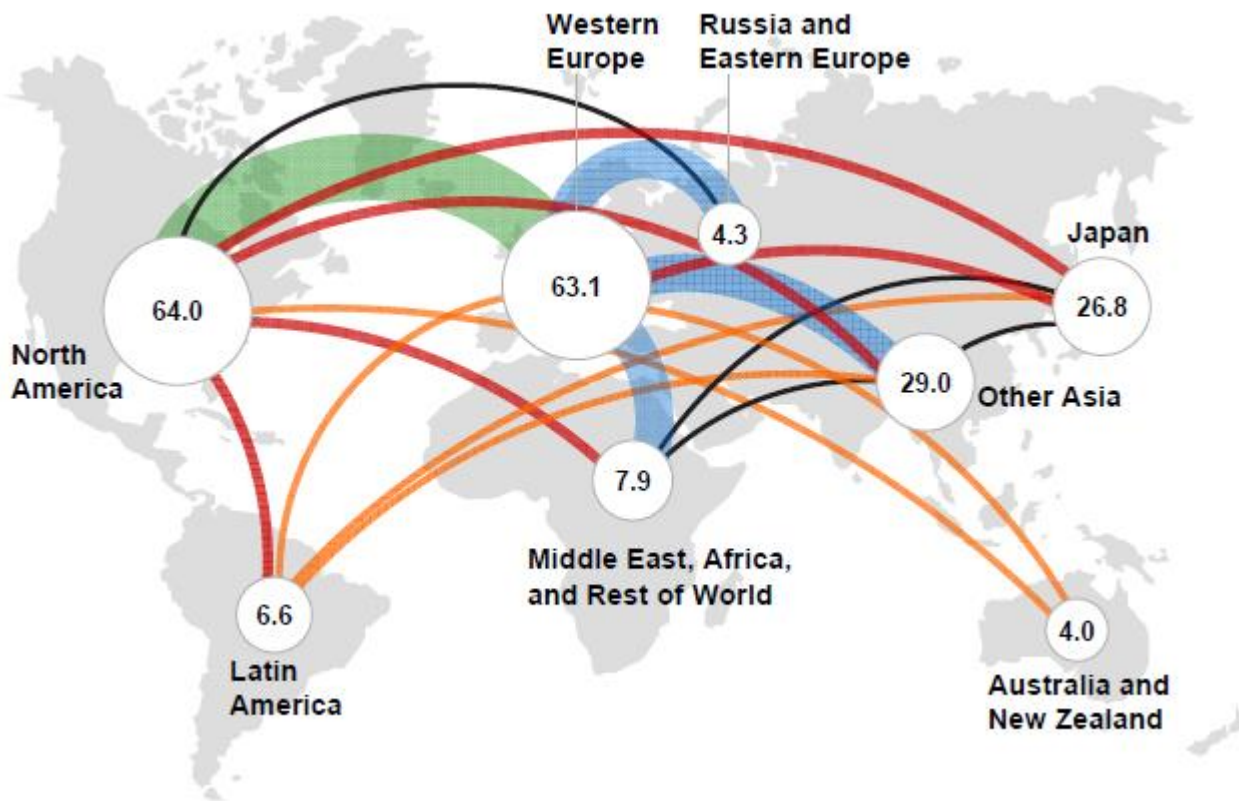 Western
Europe
Russia and
Eastern Europe
4.3
Japan
63.1
26.8
64.0
North
America
29.0
Other Asia
7.9
Middle East, Africa,
and Rest of World
6.6
Latin
America
4.0
Australia and
New Zealand